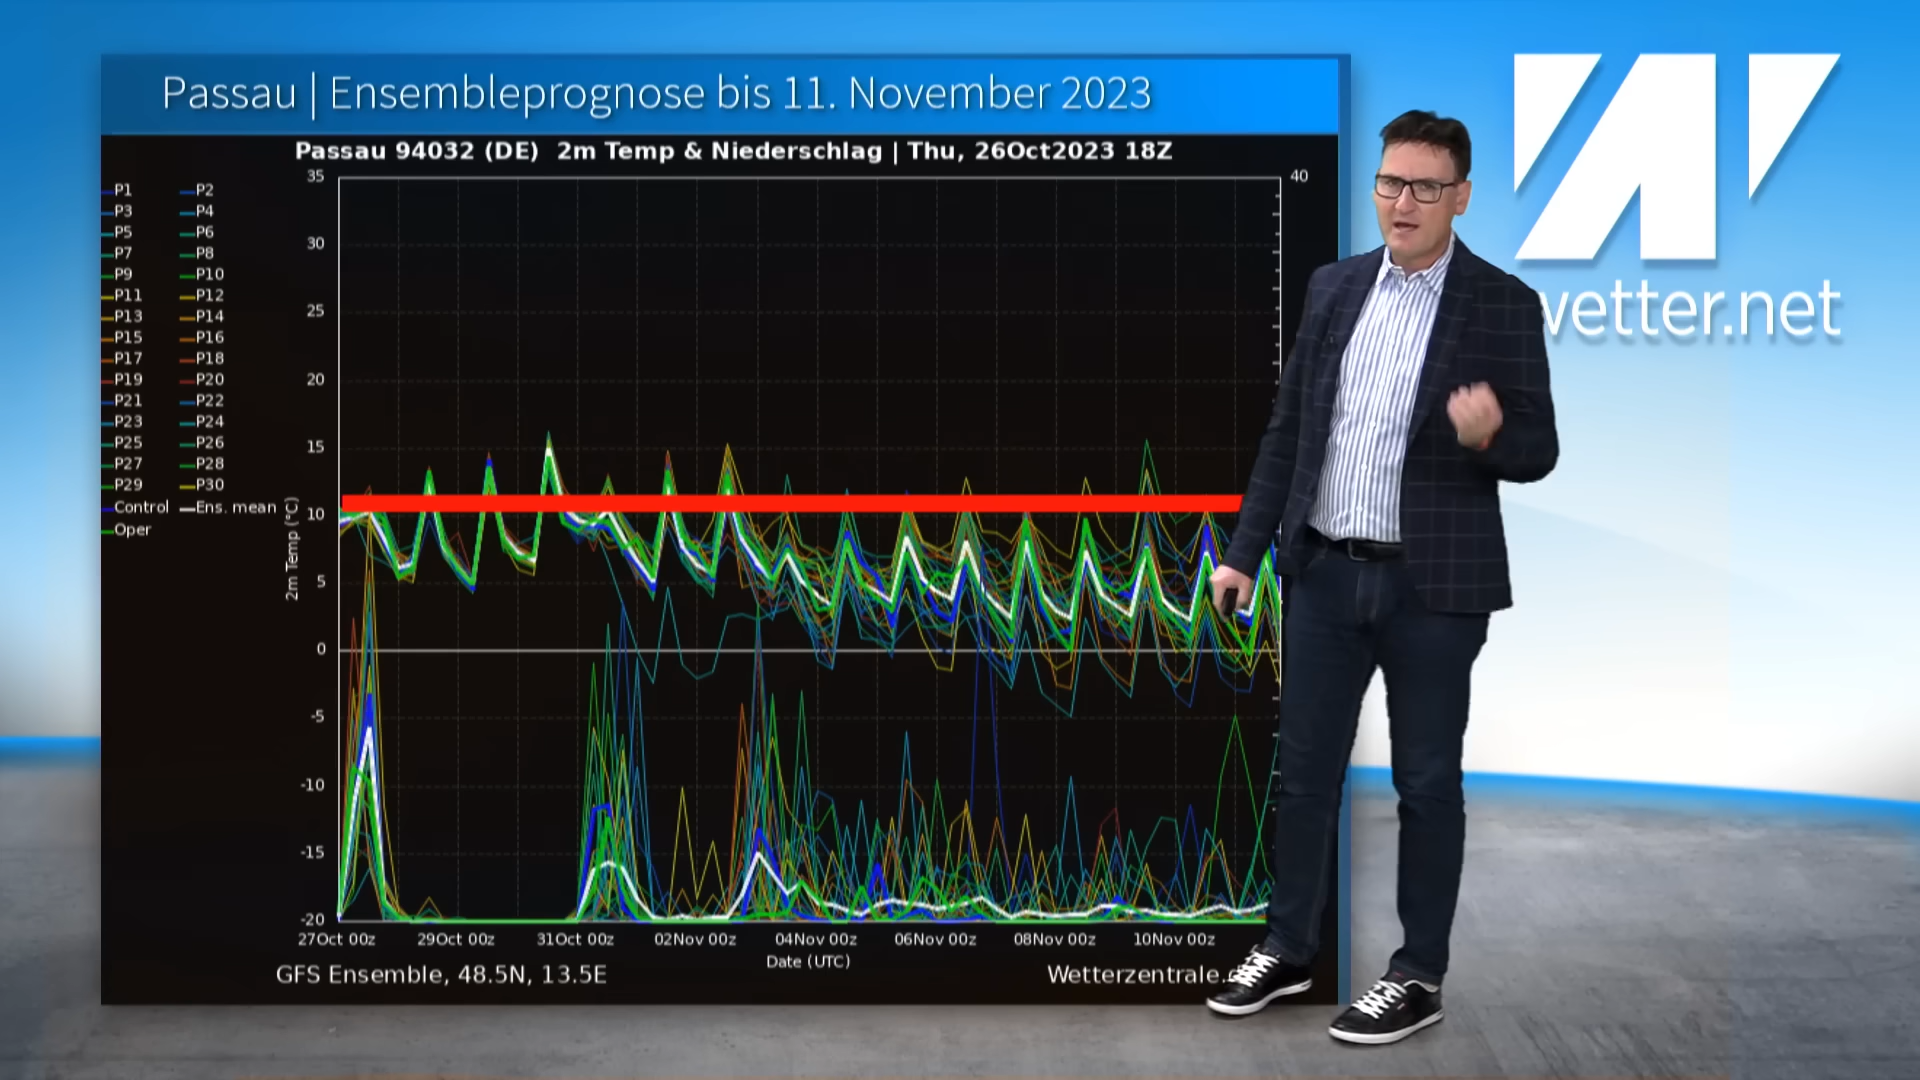 Passau | Ensembleprognose bis 11. November 2023
Passau 94032 (DE) 2m Temp & Niederschlag | Thu, 26Oct2023 18Z
P1 P2
P3 P4
P5 P6
P7 P8
P9 P10
P11 P12
P13 P14
P15 P16
P17 P18
P19 P20
P21 P22
P23 P24
P25 P26
P27 P28
P29 P30
Control Ens. mean
Oper
2m Temp (°C)
35
30
25
20
15
10
5
0
-5
-10
-15
-20
40
27Oct 00z 29Oct 00z 31Oct 00z 02Nov 00z 04Nov 00z 06Nov 00z 08Nov 00z 10Nov 00z
Date (UTC)
GFS Ensemble, 48.5N, 13.5E
Wetterzentrale.
wetter.net